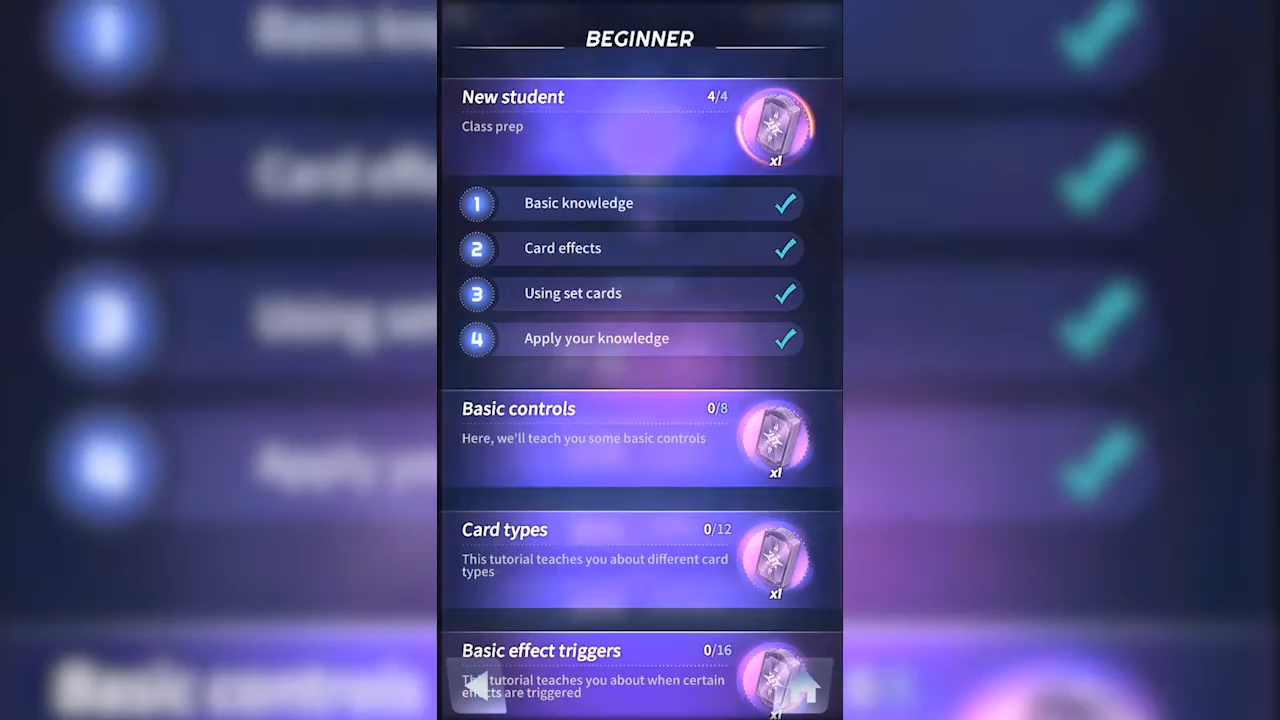 BEGINNER
New student 4/4
Class prep
x1
1 Basic knowledge
2 Card effects
3 Using set cards
4 Apply your knowledge
Basic controls 0/8
Here, we'll teach you some basic controls
x1
Card types 0/12
This tutorial teaches you about different card
types
x1
Basic effect triggers 0/16
This tutorial teaches you about when certain
effects are triggered
x1